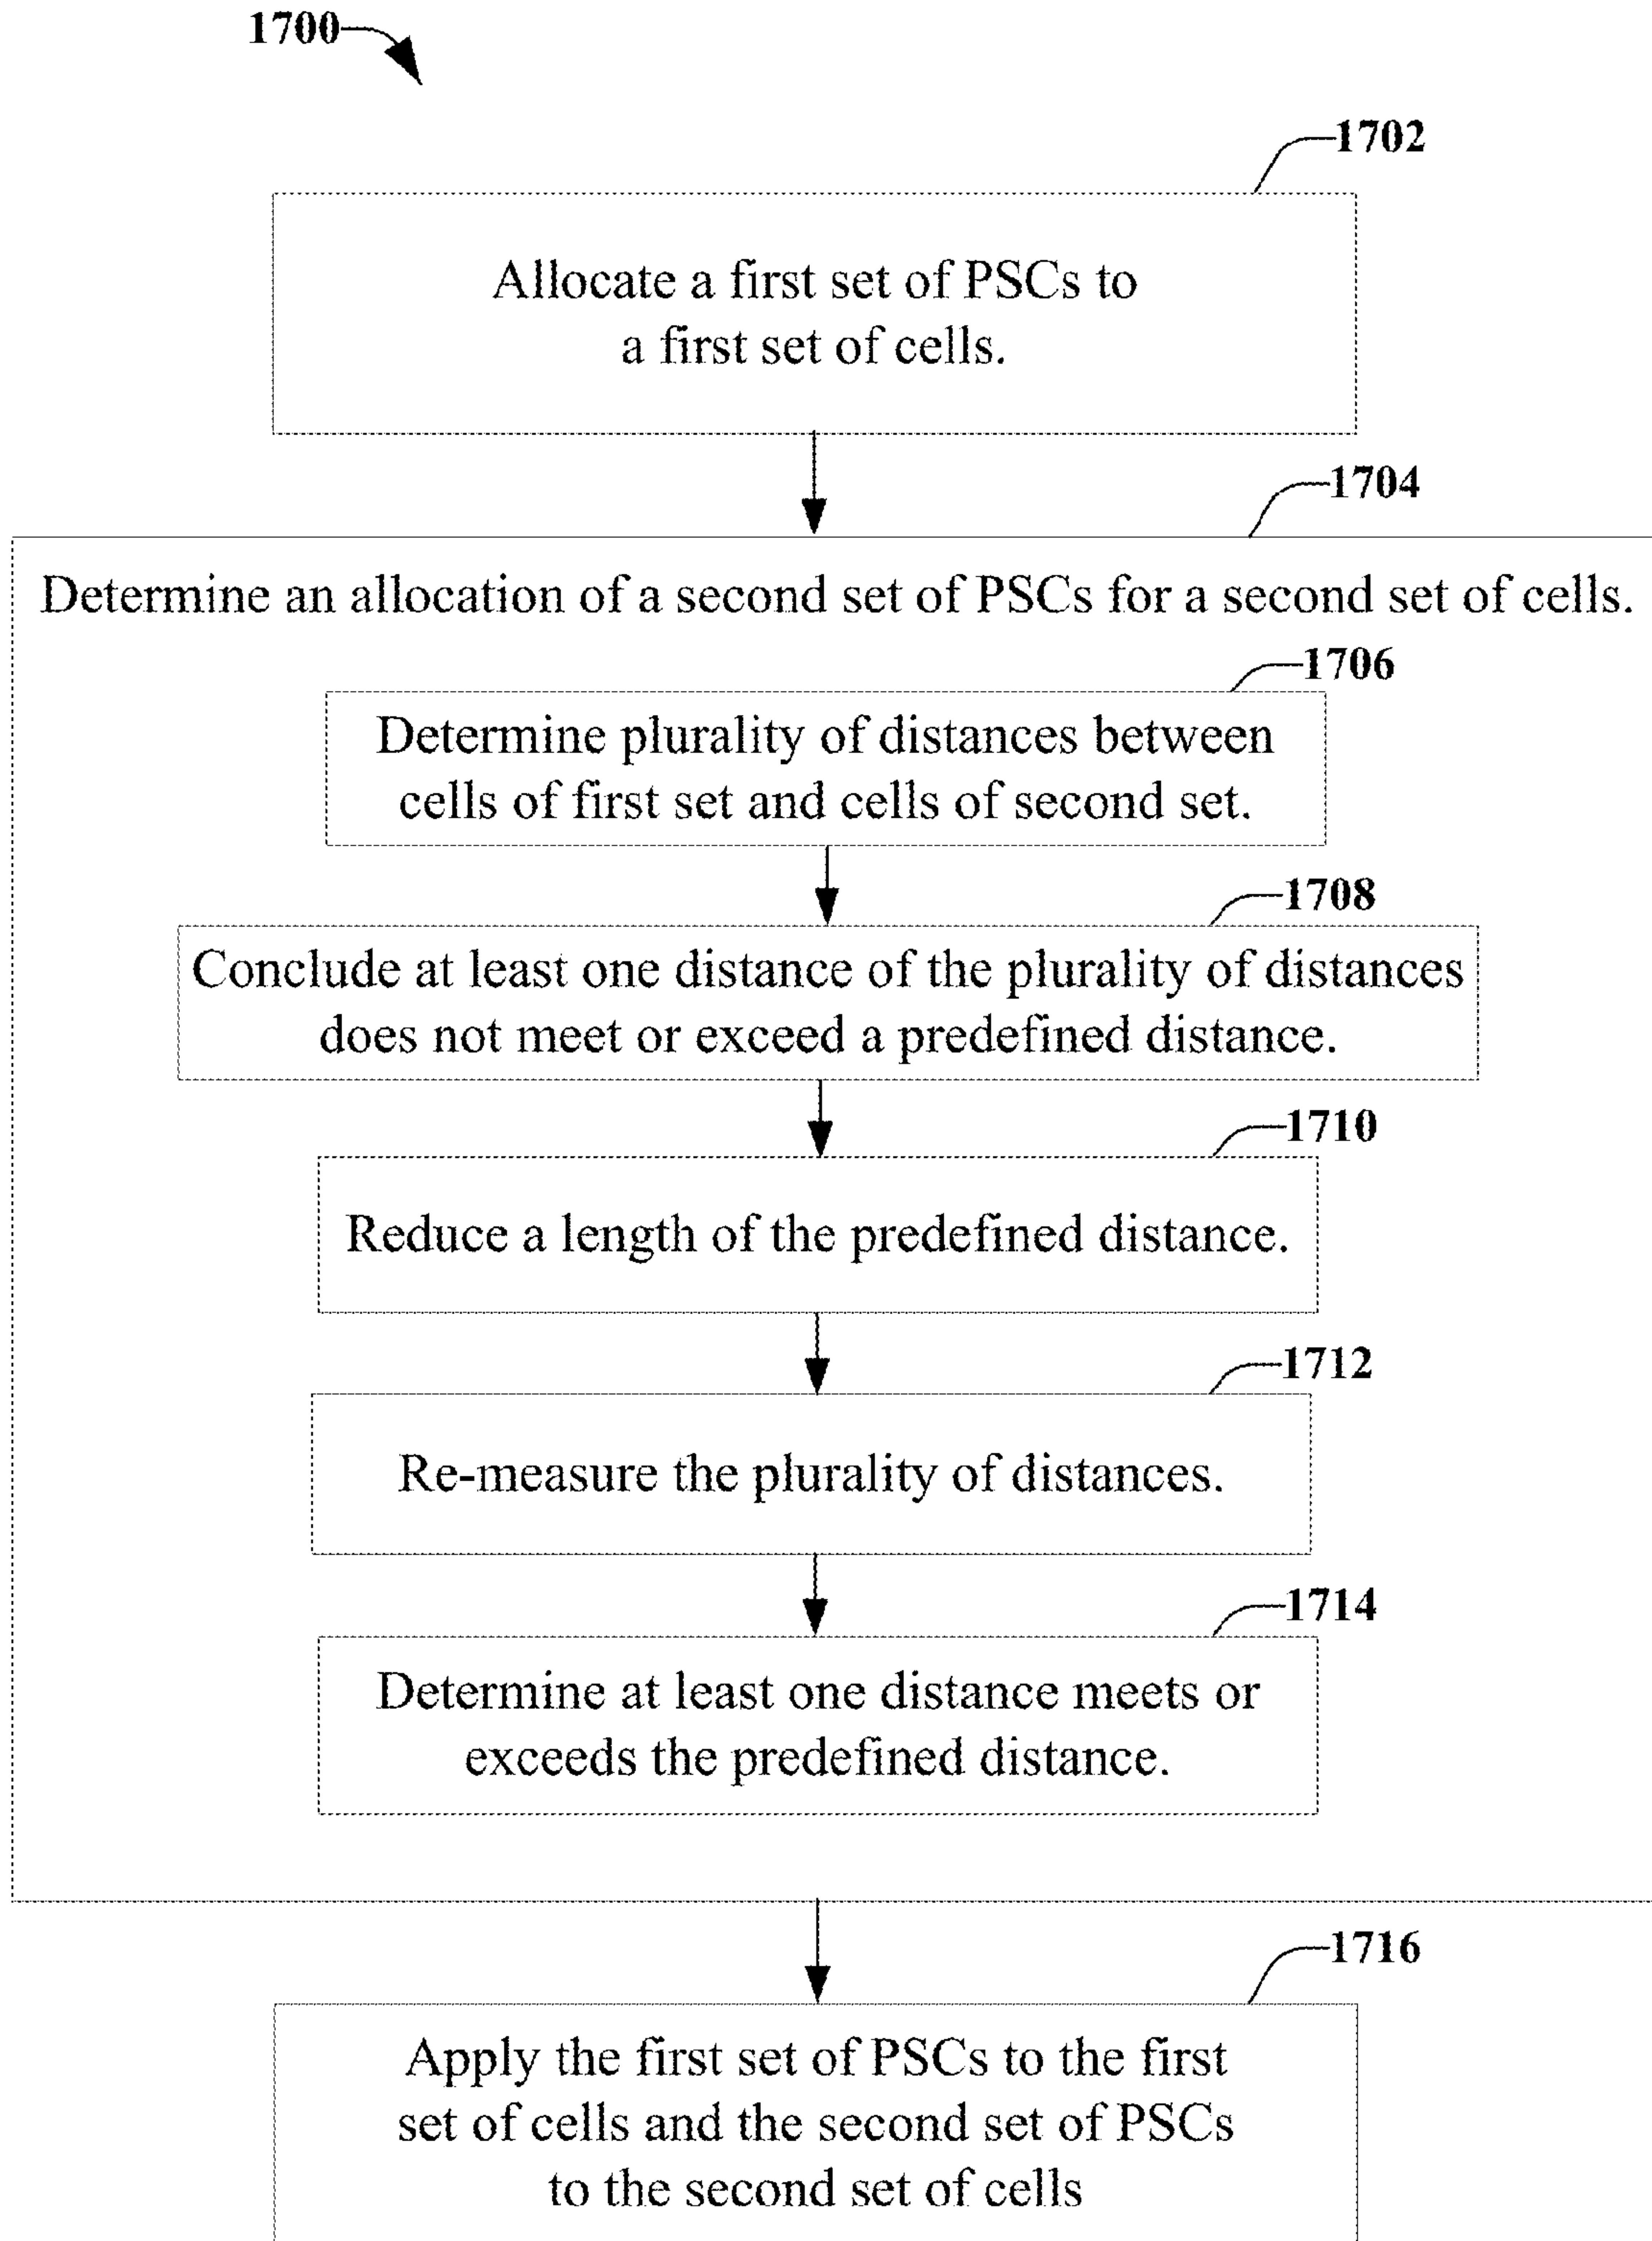 1700
1702
Allocate a first set of PSCs to
a first set of cells.
1704
Determine an allocation of a second set of PSCs for a second set of cells.
1706
Determine plurality of distances between
cells of first set and cells of second set.
1708
Conclude at least one distance of the plurality of distances
does not meet or exceed a predefined distance.
1710
Reduce a length of the predefined distance.
1712
Re-measure the plurality of distances.
1714
Determine at least one distance meets or
exceeds the predefined distance.
1716
Apply the first set of PSCs to the first
set of cells and the second set of PSCs
to the second set of cells